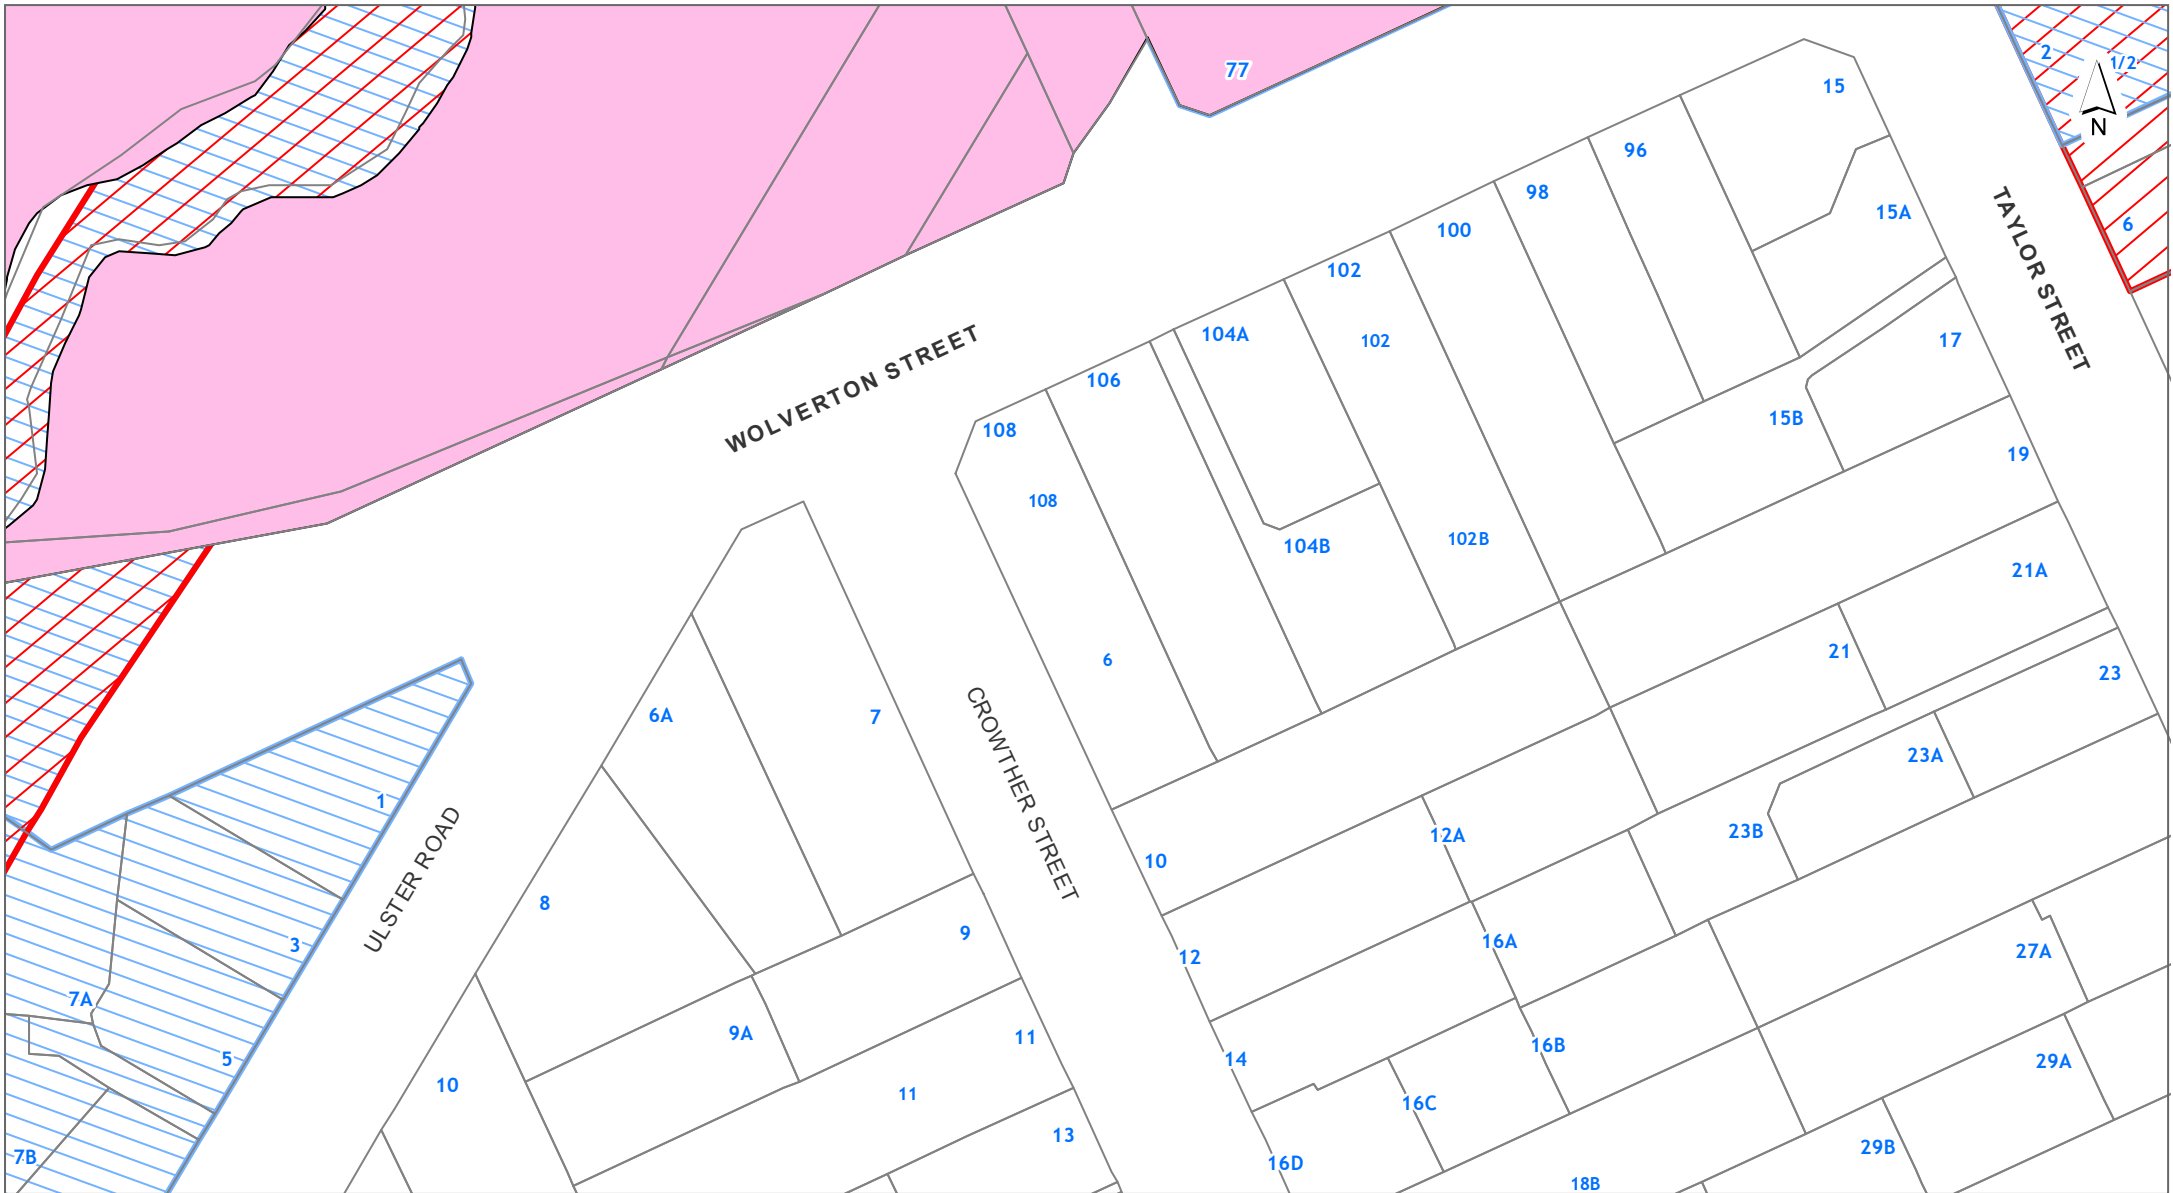 77
2
1/2
N
6
15
15A
96
98
100
102
102
104A
106
108
108
104B
102B
6
17
15B
19
21A
21
23
23A
23B
TAYLOR STREET
WOLVERTON STREET
CROWTHER STREET
ULSTER ROAD
6A
7
8
9
9A
10
11
11
13
1
3
5
7A
7B
10
12A
12
14
16A
16B
16C
16D
18B
27A
29A
29B